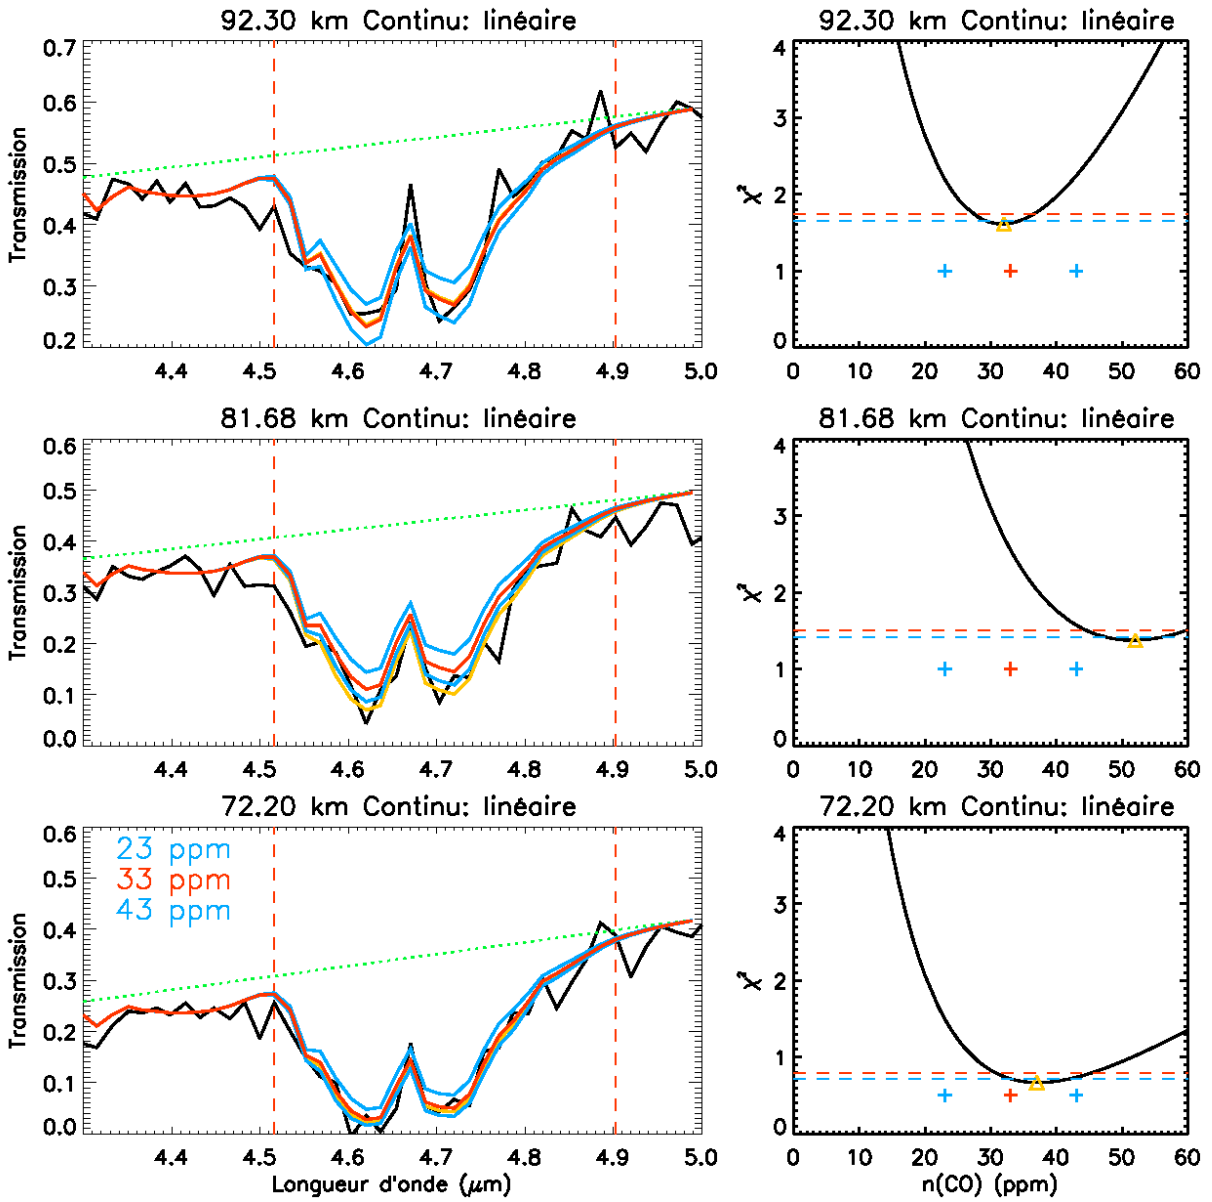 92.30 km Continu: linéaire
92.30 km Continu: linéaire
0.7
0.6
0.5
0.4
0.3
0.2
Transmission
4.4 4.5 4.6 4.7 4.8 4.9 5.0
4
3
2
1
0
χ²
0 10 20 30 40 50 60
81.68 km Continu: linéaire
81.68 km Continu: linéaire
0.6
0.5
0.4
0.3
0.2
0.1
0.0
Transmission
4.4 4.5 4.6 4.7 4.8 4.9 5.0
4
3
2
1
0
χ²
0 10 20 30 40 50 60
72.20 km Continu: linéaire
72.20 km Continu: linéaire
0.6
0.5
0.4
0.3
0.2
0.1
0.0
Transmission
23 ppm
33 ppm
43 ppm
4.4 4.5 4.6 4.7 4.8 4.9 5.0
Longueur d'onde (μm)
4
3
2
1
0
χ²
0 10 20 30 40 50 60
n(CO) (ppm)